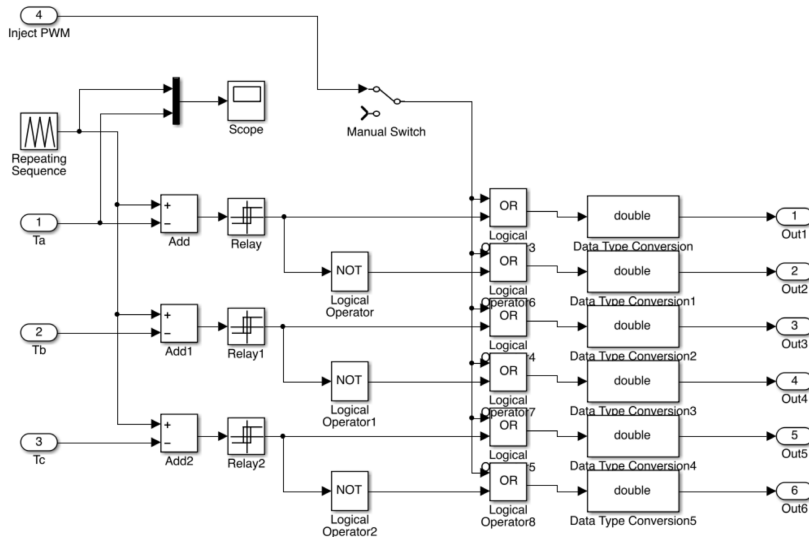 4
Inject PWM
Scope
Manual Switch
Repeating
Sequence
1
Ta
+
−
Add
Relay
NOT
Logical
Operator
OR
Logical
double
Data Type Conversion
1
Out1
OR
Logical
Operator6
double
Data Type Conversion1
2
Out2
2
Tb
+
−
Add1
Relay1
NOT
Logical
Operator1
OR
Logical
double
Data Type Conversion2
3
Out3
OR
Logical
Operator7
double
Data Type Conversion3
4
Out4
3
Tc
+
−
Add2
Relay2
NOT
Logical
Operator2
OR
Logical
double
Data Type Conversion4
5
Out5
OR
Logical
Operator8
double
Data Type Conversion5
6
Out6